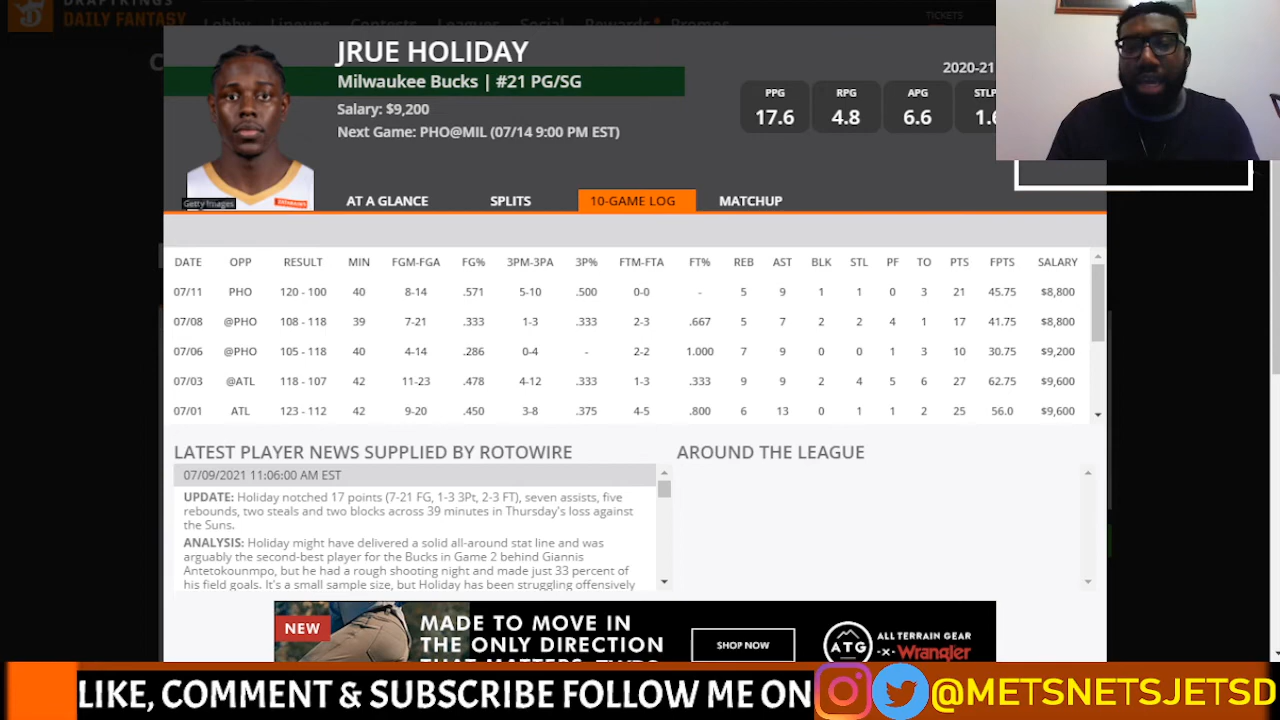 DRAFTKINGS
DAILY FANTASY
Lobby Lineups Contests Social Rewards Promos
TICKETS
JRUE HOLIDAY
Milwaukee Bucks | #21 PG/SG
Salary: $9,200
Next Game: PHO@MIL (07/14 9:00 PM EST)
2020-21
PPG RPG APG
17.6 4.8 6.6
Getty Images
AT A GLANCE SPLITS 10-GAME LOG MATCHUP
DATE OPP RESULT MIN FGM-FGA FG% 3PM-3PA 3P% FTM-FTA FT% REB AST BLK STL PF TO PTS FPTS SALARY
07/11 PHO 120 - 100 40 8-14 .571 5-10 .500 0-0 - 5 9 1 1 0 3 21 45.75 $8,800
07/08 @PHO 108 - 118 39 7-21 .333 1-3 .333 2-3 .667 5 7 2 2 4 1 17 41.75 $8,800
07/06 @PHO 105 - 118 40 4-14 .286 0-4 - 2-2 1.000 7 9 0 0 1 3 10 30.75 $9,200
07/03 @ATL 118 - 107 42 11-23 .478 4-12 .333 1-3 .333 9 9 2 4 5 6 27 62.75 $9,600
07/01 ATL 123 - 112 42 9-20 .450 3-8 .375 4-5 .800 6 13 0 1 1 2 25 56.0 $9,600
LATEST PLAYER NEWS SUPPLIED BY ROTOWIRE
AROUND THE LEAGUE
07/09/2021 11:06:00 AM EST
UPDATE: Holiday notched 17 points (7-21 FG, 1-3 3Pt, 2-3 FT), seven assists, five
rebounds, two steals and two blocks across 39 minutes in Thursday's loss against
the Suns.
ANALYSIS: Holiday might have delivered a solid all-around stat line and was
arguably the second-best player for the Bucks in Game 2 behind Giannis
Antetokounmpo, but he had a rough shooting night and made just 33 percent of
his field goals. It's a small sample size, but Holiday has been struggling offensively
NEW
MADE TO MOVE IN
THE ONLY DIRECTION
THAT MATTERS.
SHOP NOW
ATG
ALL TERRAIN GEAR
-X- Wrangler
LIKE, COMMENT & SUBSCRIBE FOLLOW ME ON @METSNETSJETSD